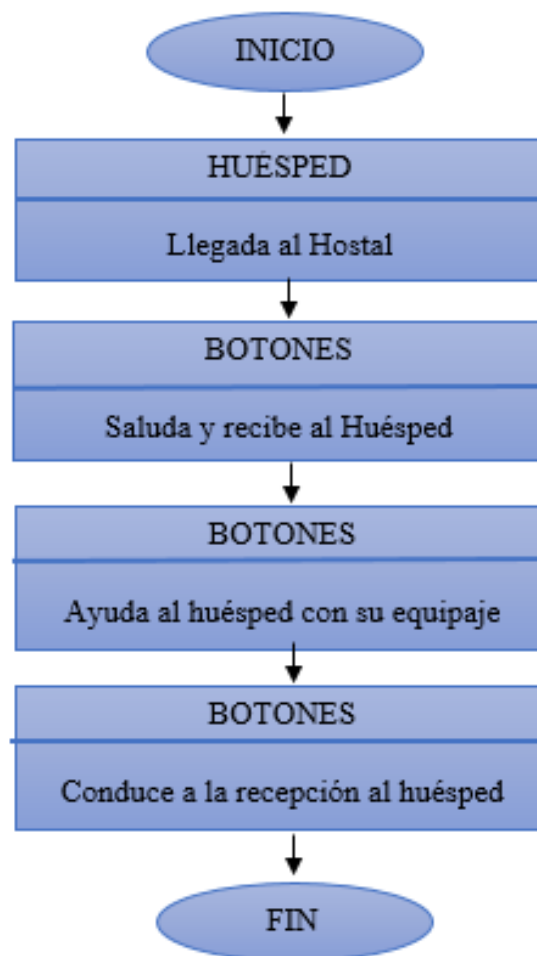 INICIO
HUÉSPED
Llegada al Hostal
BOTONES
Saluda y recibe al Huésped
BOTONES
Ayuda al huésped con su equipaje
BOTONES
Conduce a la recepción al huésped
FIN